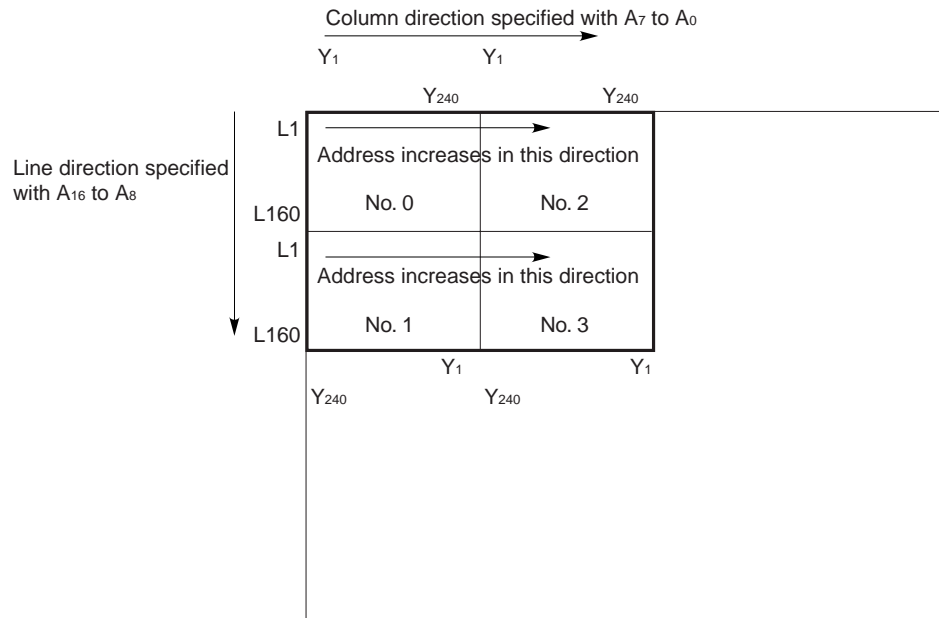 Column direction specified with A7 to A0
Y1 Y1
Y240 Y240
L1
Address increases in this direction
Line direction specified
with A16 to A8
No. 0 No. 2
L160
L1
Address increases in this direction
No. 1 No. 3
L160
Y1 Y1
Y240 Y240